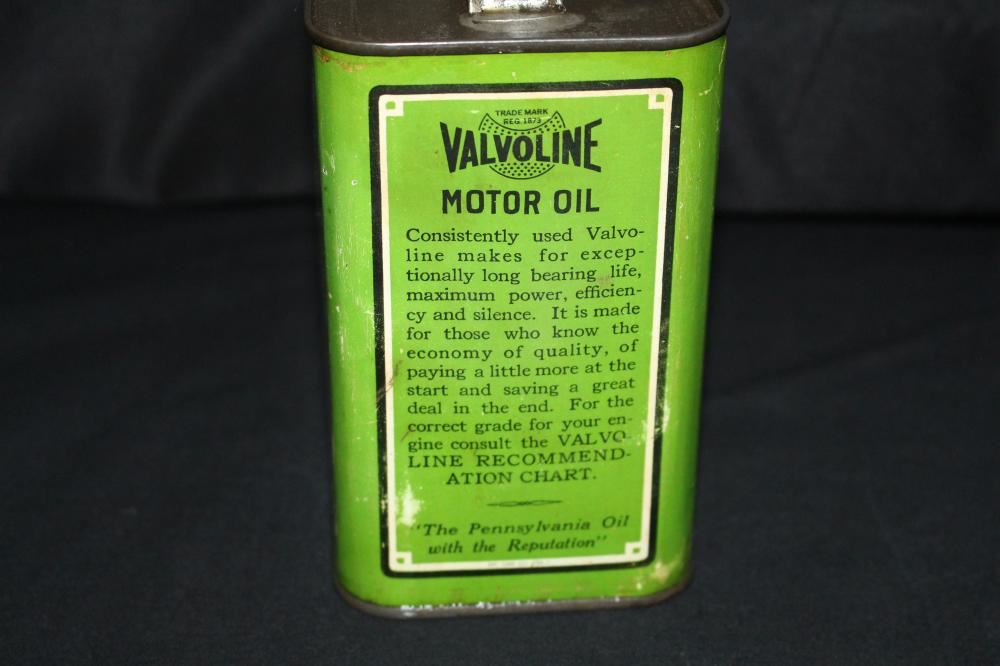 TRADE MARK
REG. 1873
VALVOLINE
MOTOR OIL
Consistently used Valvo-
line makes for excep-
tionally long bearing life,
maximum power, efficien-
cy and silence. It is made
for those who know the
economy of quality, of
paying a little more at the
start and saving a great
deal in the end. For the
correct grade for your en-
gine consult the VALVO-
LINE RECOMMEND-
ATION CHART.
"The Pennsylvania Oil
with the Reputation"